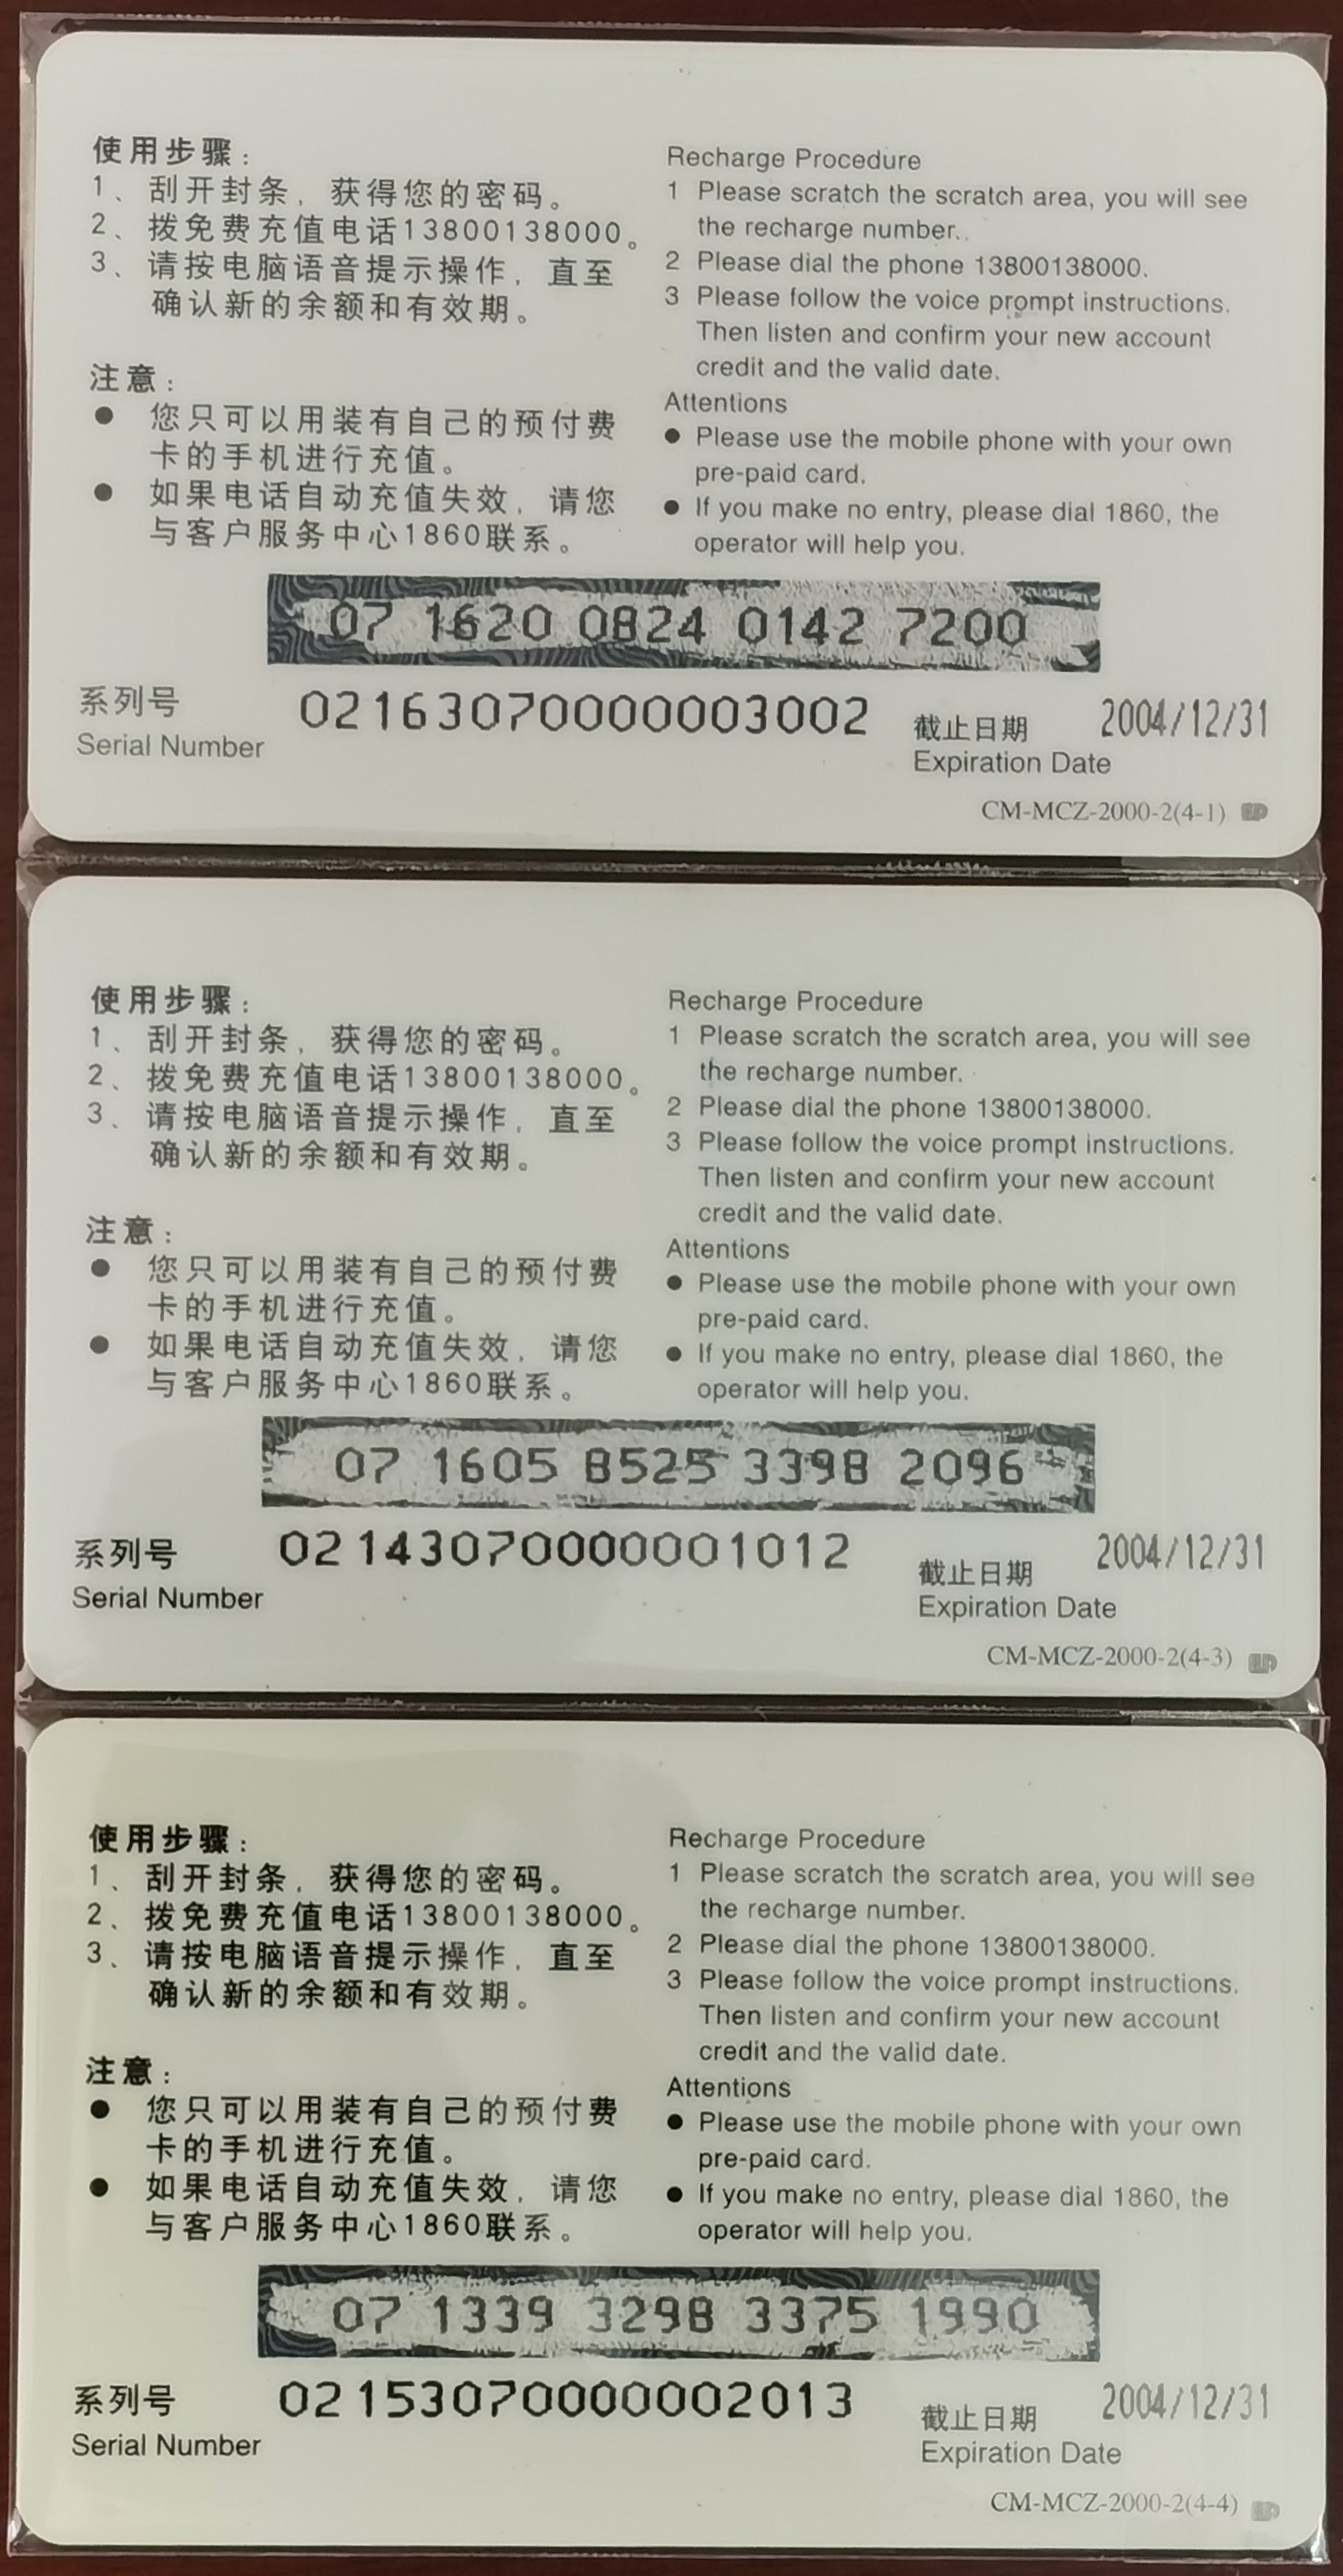 使用步骤：
1、刮开封条，获得您的密码。
2、拨免费充值电话13800138000。
3、请按电脑语音提示操作，直至
确认新的余额和有效期。
注意：
● 您只可以用装有自己的预付费
卡的手机进行充值。
● 如果电话自动充值失效，请您
与客户服务中心1860联系。
Recharge Procedure
1 Please scratch the scratch area, you will see
the recharge number.
2 Please dial the phone 13800138000.
3 Please follow the voice prompt instructions.
Then listen and confirm your new account
credit and the valid date.
Attentions
● Please use the mobile phone with your own
pre-paid card.
● If you make no entry, please dial 1860, the
operator will help you.
07 1620 0824 0142 7200
系列号
Serial Number
02163070000003002
截止日期
Expiration Date
2004/12/31
CM-MCZ-2000-2(4-1)
使用步骤：
1、刮开封条，获得您的密码。
2、拨免费充值电话13800138000。
3、请按电脑语音提示操作，直至
确认新的余额和有效期。
注意：
● 您只可以用装有自己的预付费
卡的手机进行充值。
● 如果电话自动充值失效，请您
与客户服务中心1860联系。
Recharge Procedure
1 Please scratch the scratch area, you will see
the recharge number.
2 Please dial the phone 13800138000.
3 Please follow the voice prompt instructions.
Then listen and confirm your new account
credit and the valid date.
Attentions
● Please use the mobile phone with your own
pre-paid card.
● If you make no entry, please dial 1860, the
operator will help you.
07 1605 8525 3398 2096
系列号
Serial Number
02143070000001012
截止日期
Expiration Date
2004/12/31
CM-MCZ-2000-2(4-3)
使用步骤：
1、刮开封条，获得您的密码。
2、拨免费充值电话13800138000。
3、请按电脑语音提示操作，直至
确认新的余额和有效期。
注意：
● 您只可以用装有自己的预付费
卡的手机进行充值。
● 如果电话自动充值失效，请您
与客户服务中心1860联系。
Recharge Procedure
1 Please scratch the scratch area, you will see
the recharge number.
2 Please dial the phone 13800138000.
3 Please follow the voice prompt instructions.
Then listen and confirm your new account
credit and the valid date.
Attentions
● Please use the mobile phone with your own
pre-paid card.
● If you make no entry, please dial 1860, the
operator will help you.
07 1339 3298 3375 1990
系列号
Serial Number
02153070000002013
截止日期
Expiration Date
2004/12/31
CM-MCZ-2000-2(4-4)